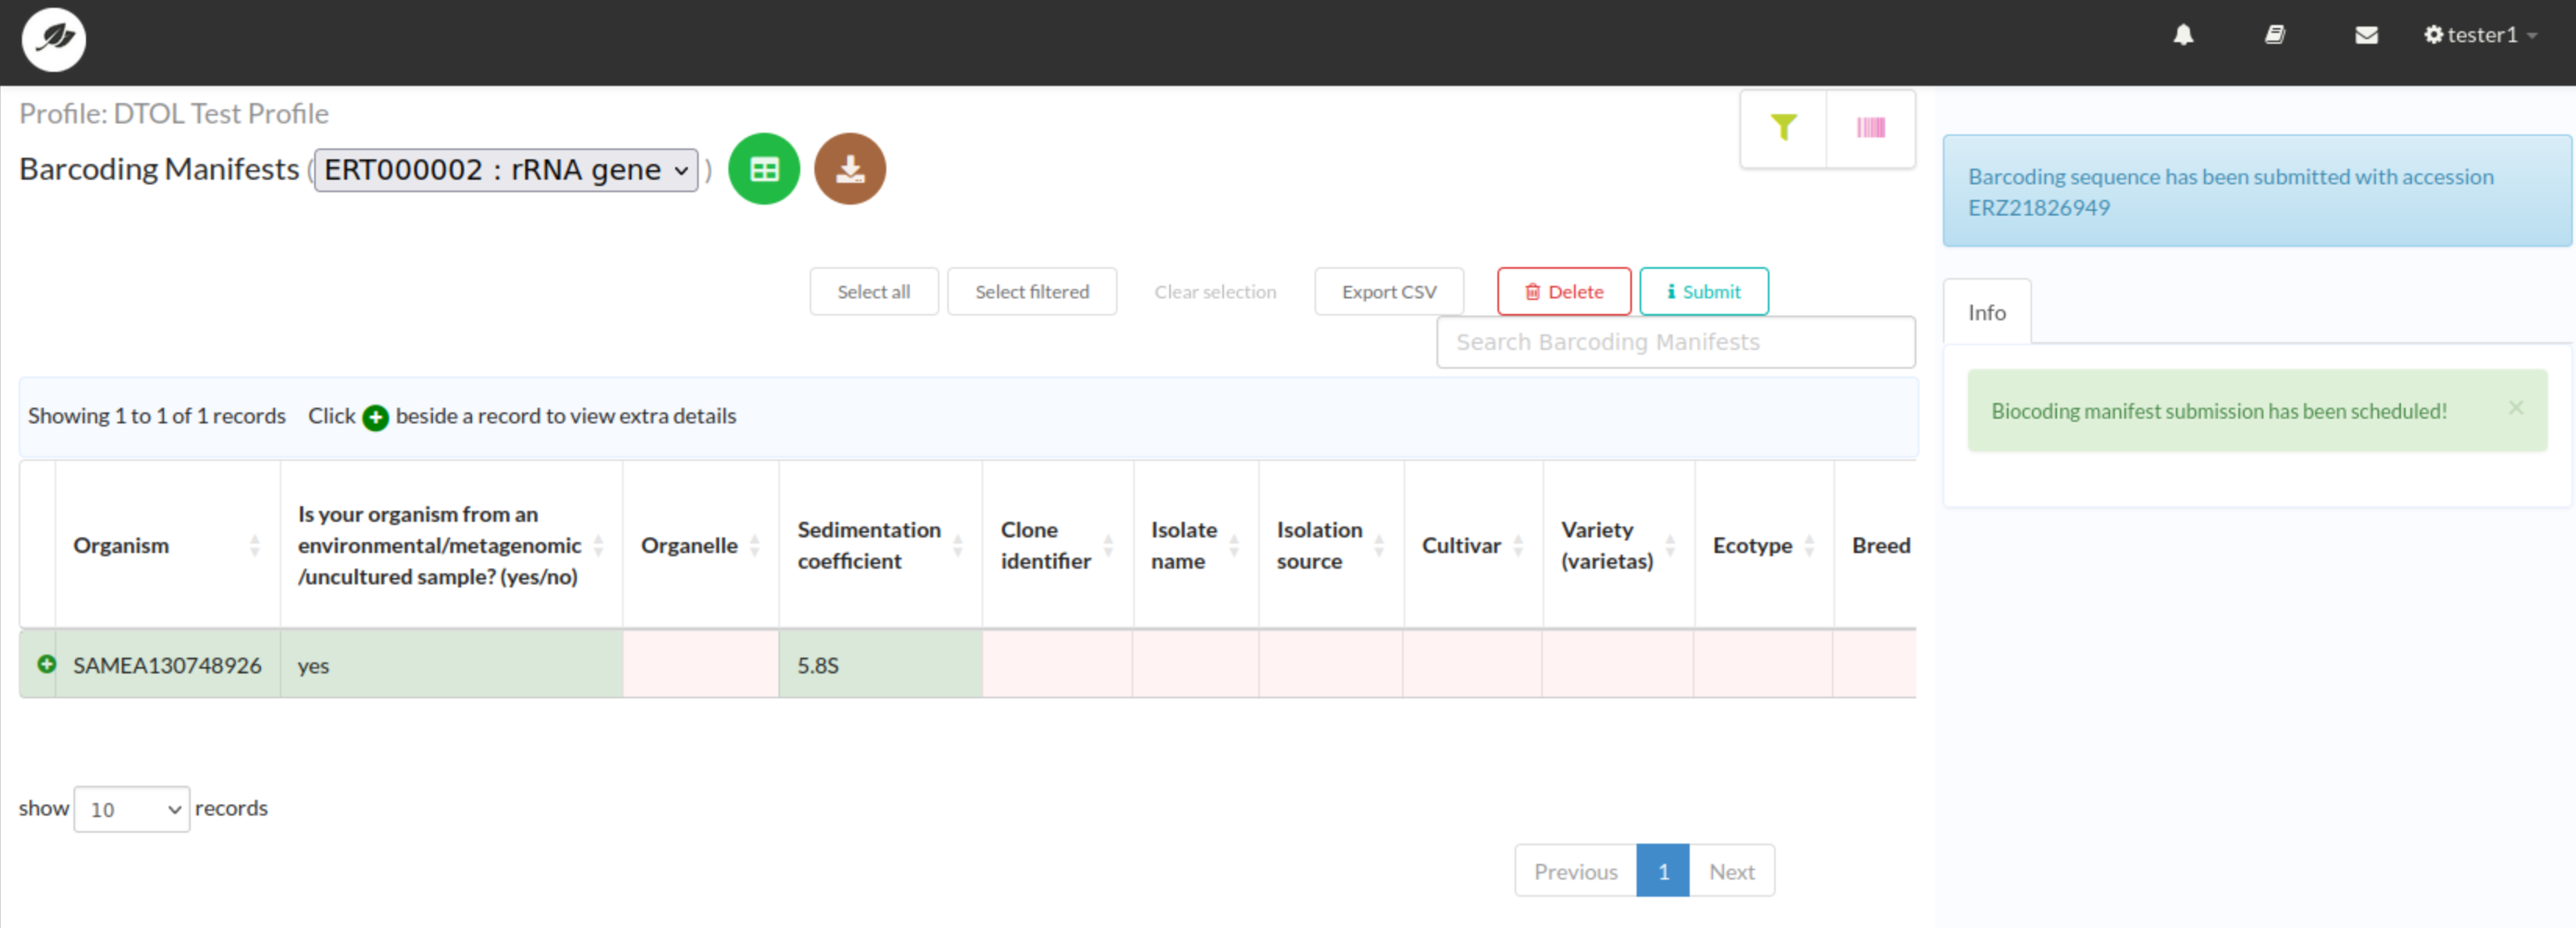 tester1
Profile: DTOL Test Profile
Barcoding Manifests ( ERT000002 : rRNA gene )
Barcoding sequence has been submitted with accession
ERZ21826949
Select all Select filtered Clear selection Export CSV Delete Submit
Search Barcoding Manifests
Info
Biocoding manifest submission has been scheduled! ×
Showing 1 to 1 of 1 records Click beside a record to view extra details
Organism
Is your organism from an
environmental/metagenomic
/uncultured sample? (yes/no)
Organelle
Sedimentation
coefficient
Clone
identifier
Isolate
name
Isolation
source
Cultivar
Variety
(varietas)
Ecotype
Breed
SAMEA130748926 yes 5.8S
show 10 records
Previous 1 Next